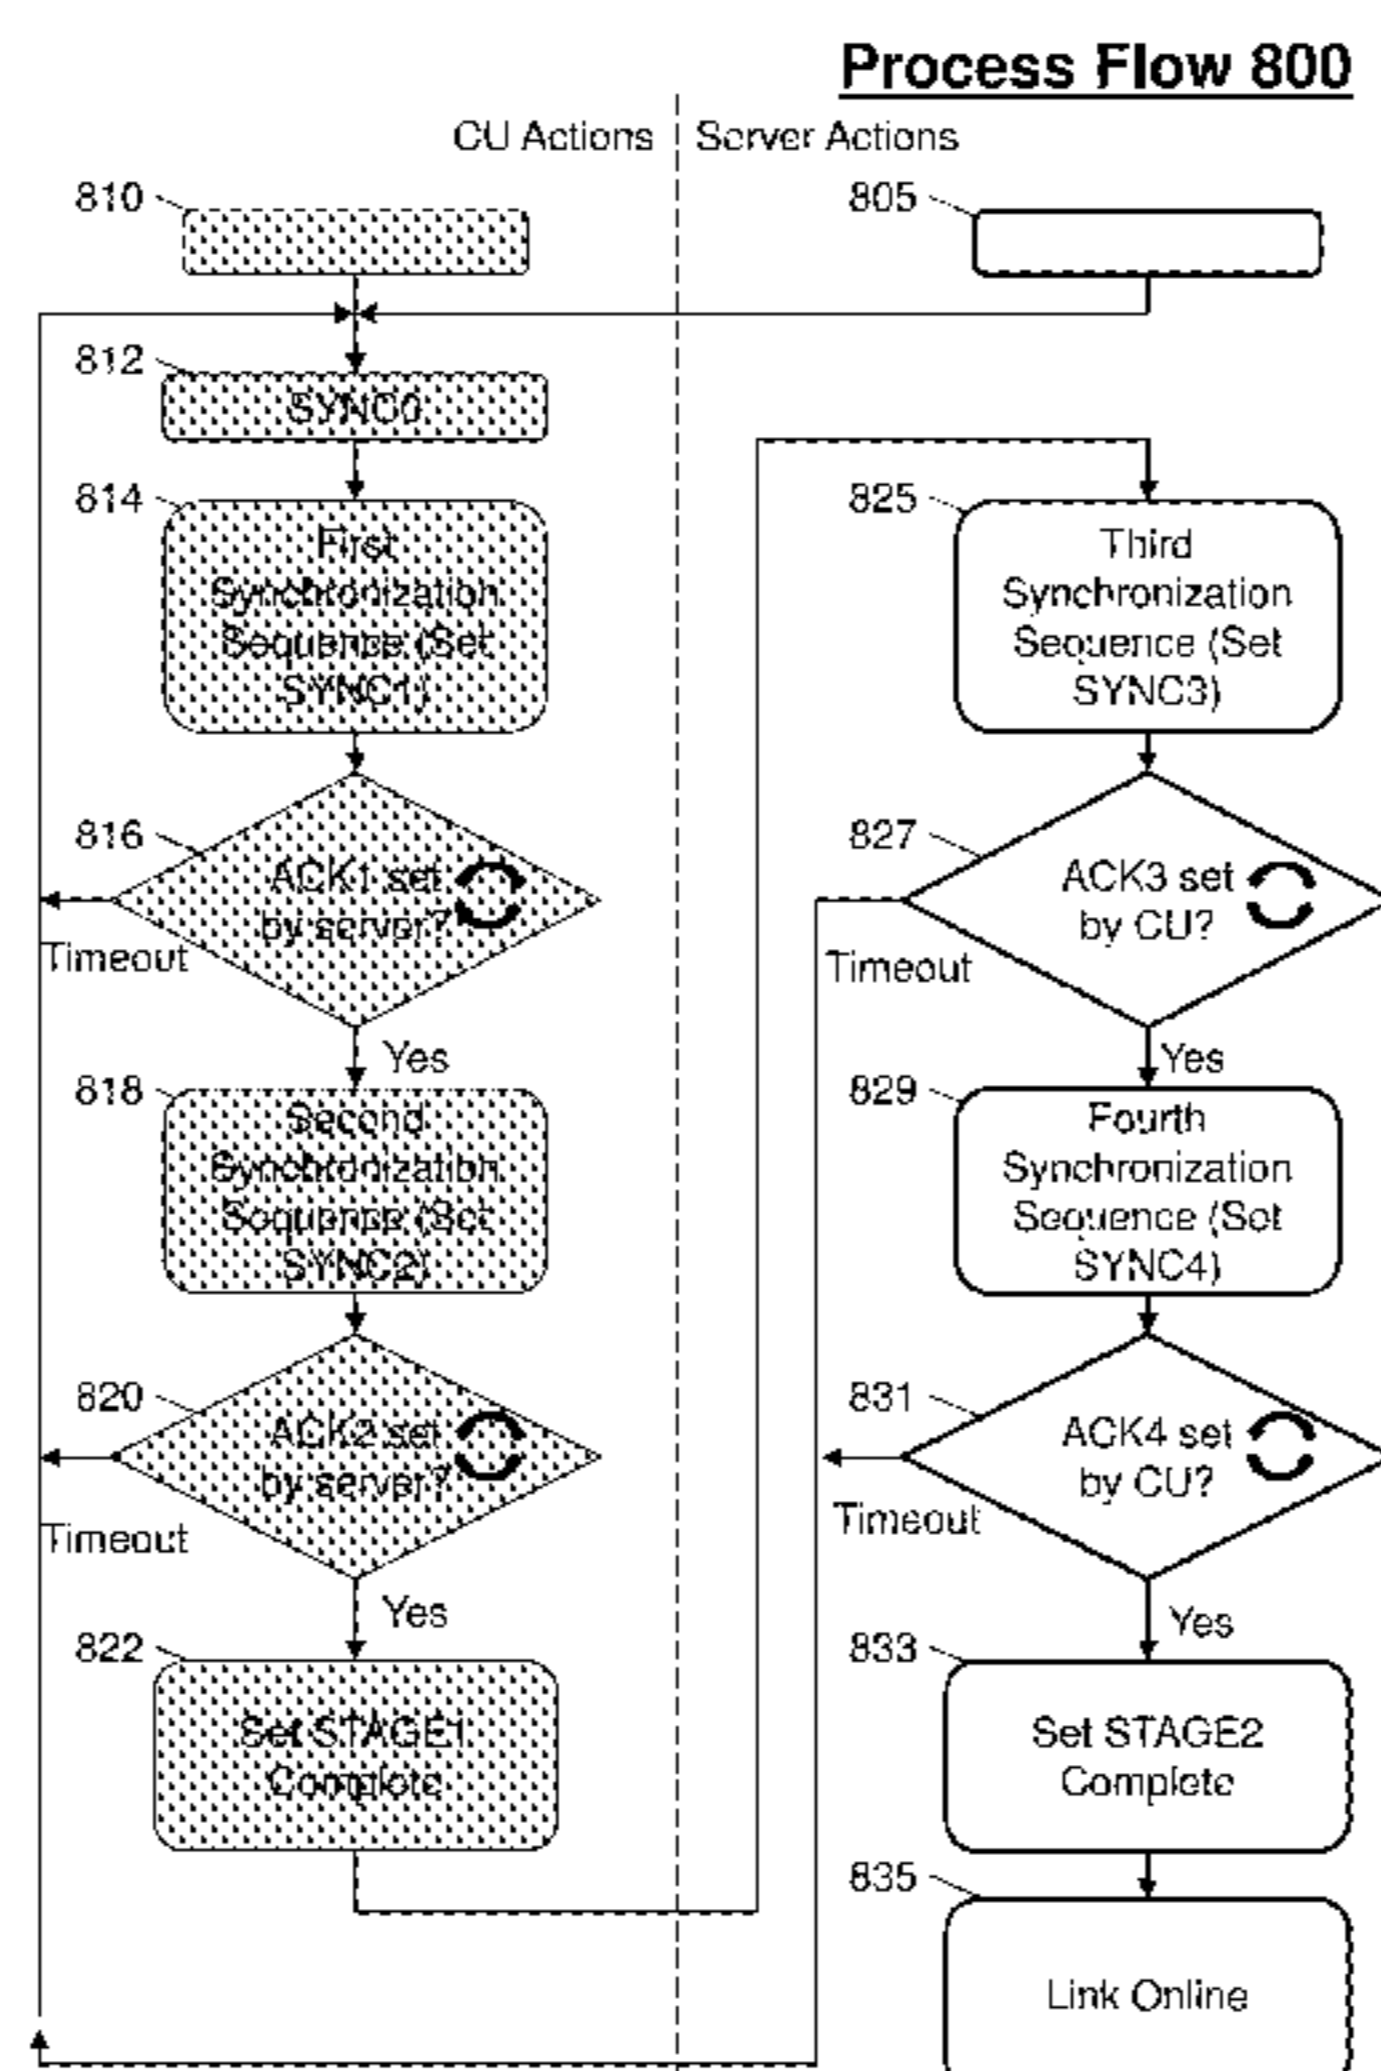 Process Flow 800
CU Actions
Server Actions
810
805
812
SYNC0
814
First
Synchronization
Sequence (Set
SYNC1)
816
ACK1 set
by server?
Timeout
Yes
818
Second
Synchronization
Sequence (Set
SYNC2)
820
ACK2 set
by server?
Timeout
Yes
822
Set STAGE1
Complete
825
Third
Synchronization
Sequence (Set
SYNC3)
827
ACK3 set
by CU?
Timeout
Yes
829
Fourth
Synchronization
Sequence (Set
SYNC4)
831
ACK4 set
by CU?
Timeout
Yes
833
Set STAGE2
Complete
835
Link Online